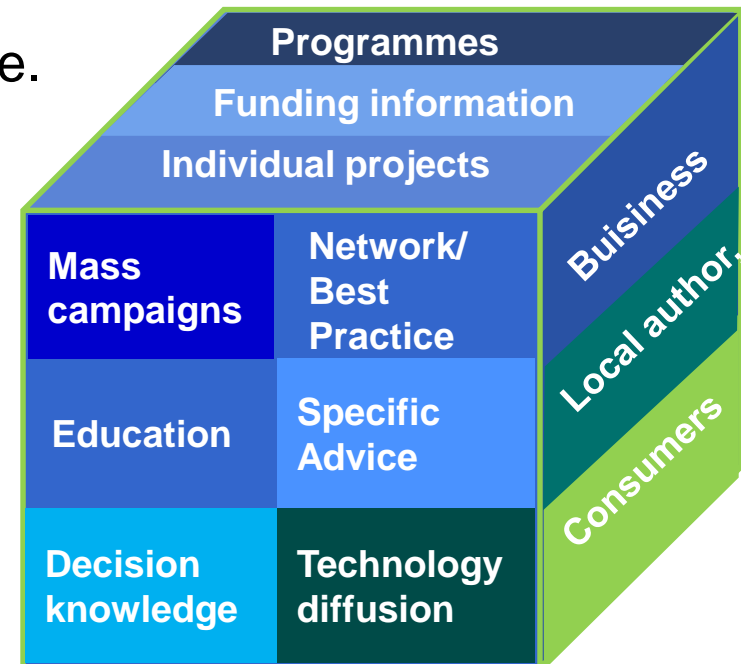 e.
Programmes
Funding information
Individual projects
Mass
campaigns
Network/
Best
Practice
Education
Specific
Advice
Decision
knowledge
Technology
diffusion
Buisiness
Local author.
Consumers